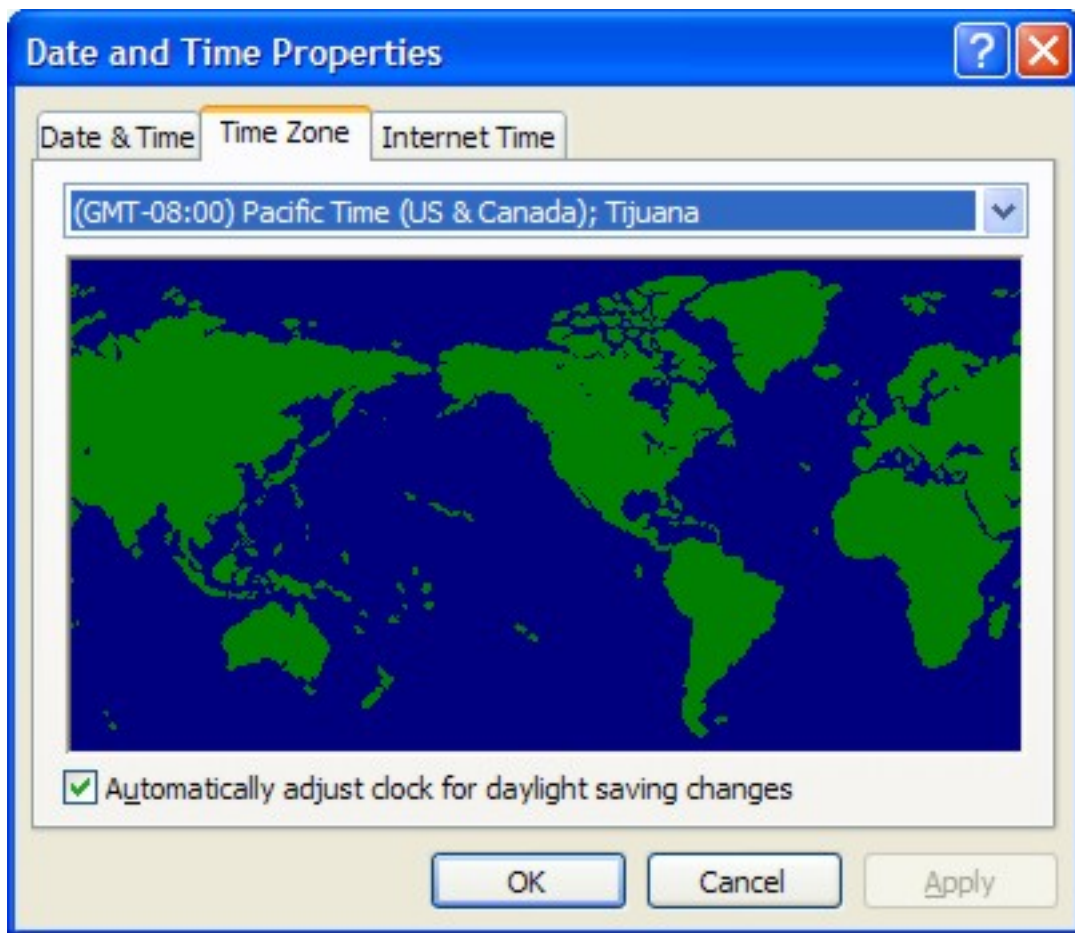 Date and Time Properties
Date & Time
Time Zone
Internet Time
(GMT-08:00) Pacific Time (US & Canada); Tijuana
Automatically adjust clock for daylight saving changes
OK
Cancel
Apply